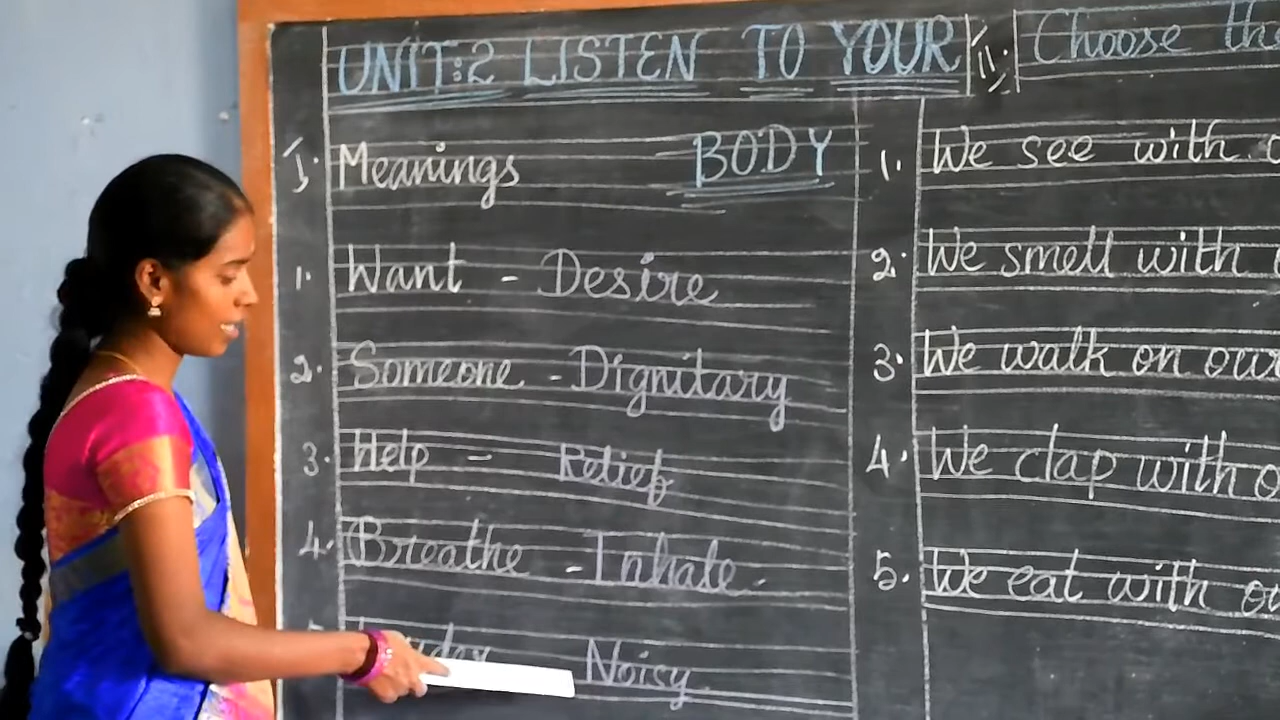 UNIT:2 LISTEN TO YOUR
BODY
I. Meanings
1. Want - Desire
2. Someone - Dignitary
3. Help - Relief
4. Breathe - Inhale.
Noisy
II. Choose the
1. We see with
2. We smell with
3. We walk on our
4. We clap with
5. We eat with